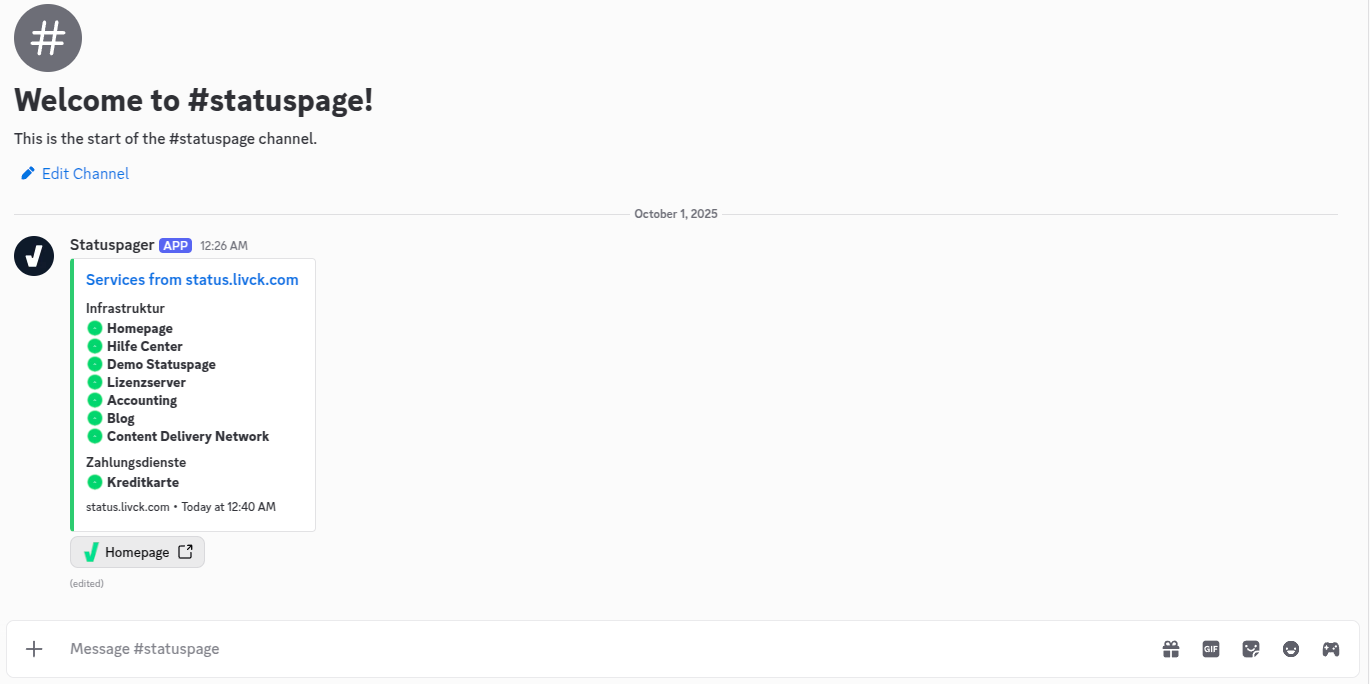 Welcome to #statuspage!
This is the start of the #statuspage channel.
Edit Channel
October 1, 2025
Statuspager APP 12:26 AM
Services from status.livck.com
Infrastruktur
Homepage
Hilfe Center
Demo Statuspage
Lizenzserver
Accounting
Blog
Content Delivery Network
Zahlungsdienste
Kreditkarte
status.livck.com • Today at 12:40 AM
Homepage
(edited)
Message #statuspage
GIF